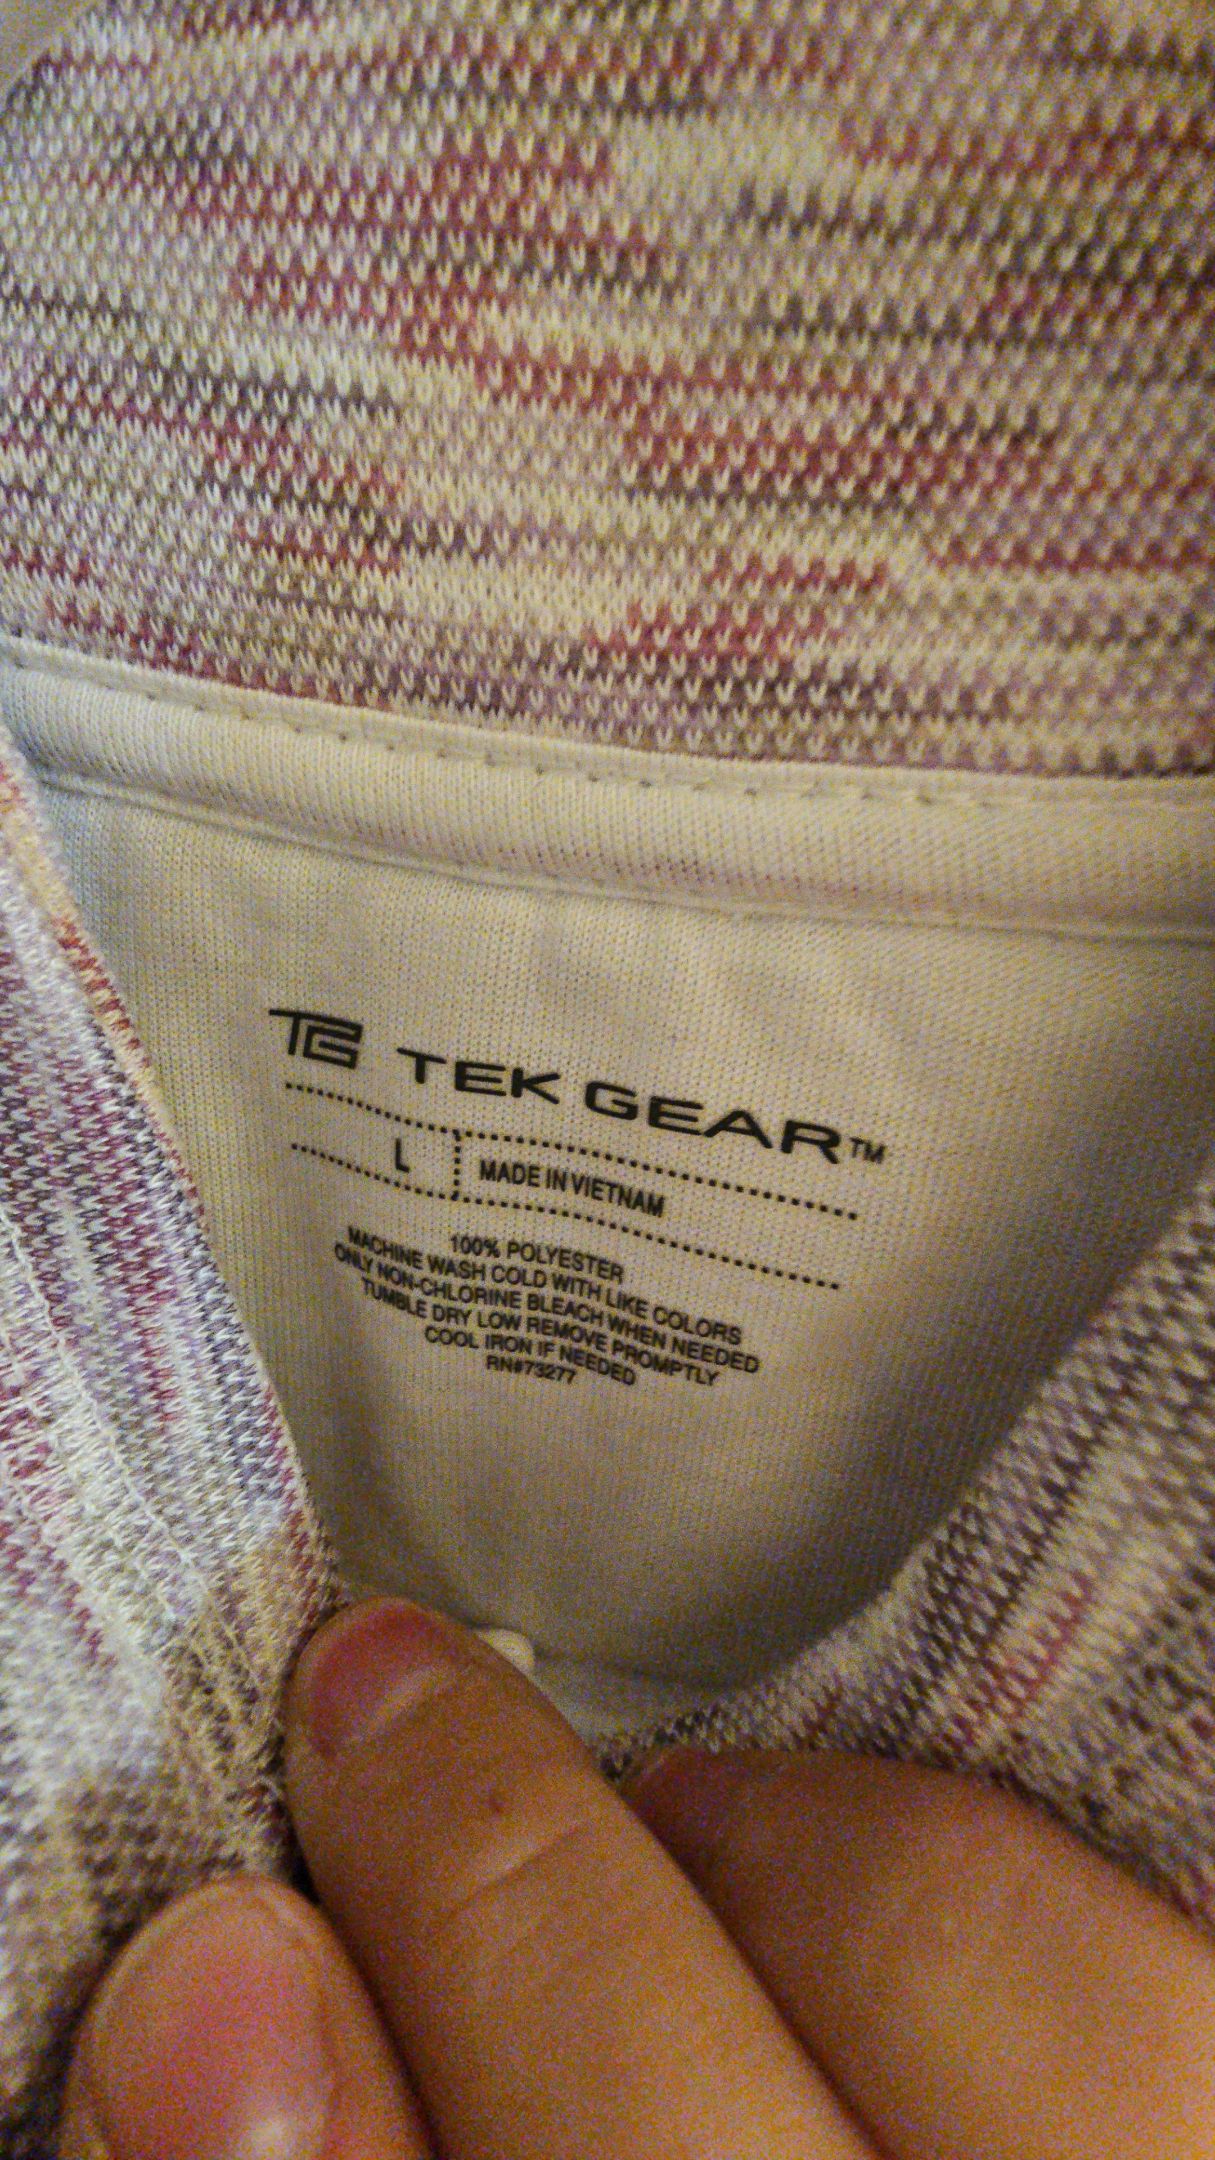 TG TEK GEAR™
L MADE IN VIETNAM
100% POLYESTER
MACHINE WASH COLD WITH LIKE COLORS
ONLY NON-CHLORINE BLEACH WHEN NEEDED
TUMBLE DRY LOW REMOVE PROMPTLY
COOL IRON IF NEEDED
RN#73277